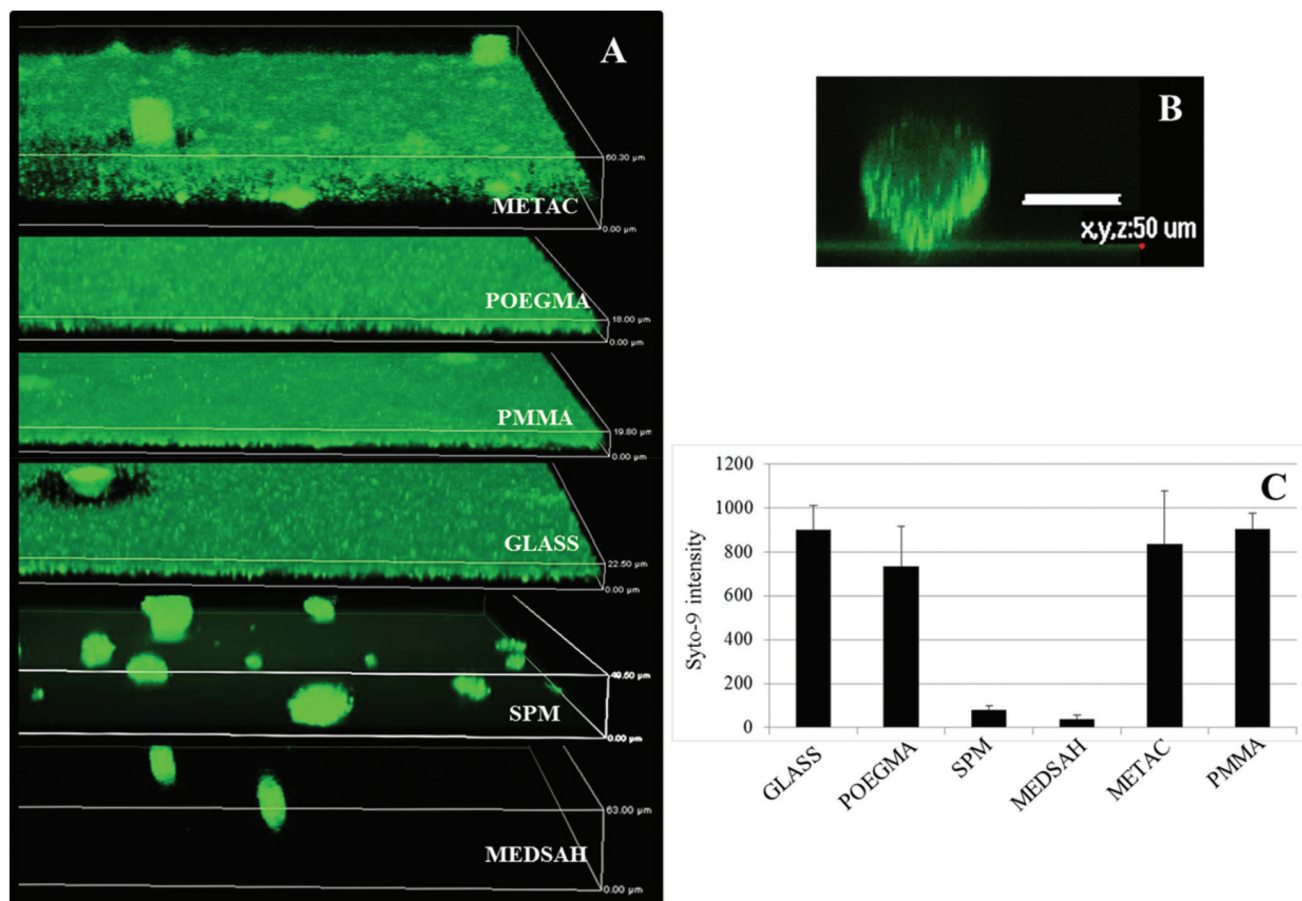 A
60.30 µm
METAC
0.00 µm
POEGMA
18.00 µm
0.00 µm
PMMA
19.80 µm
0.00 µm
GLASS
22.50 µm
0.00 µm
49.50 µm
SPM
0.00 µm
63.00 µm
MEDSAH
0.00 µm
B
x,y,z:50 um
C
Syto-9 intensity
1200
1000
800
600
400
200
0
GLASS
POEGMA
SPM
MEDSAH
METAC
PMMA